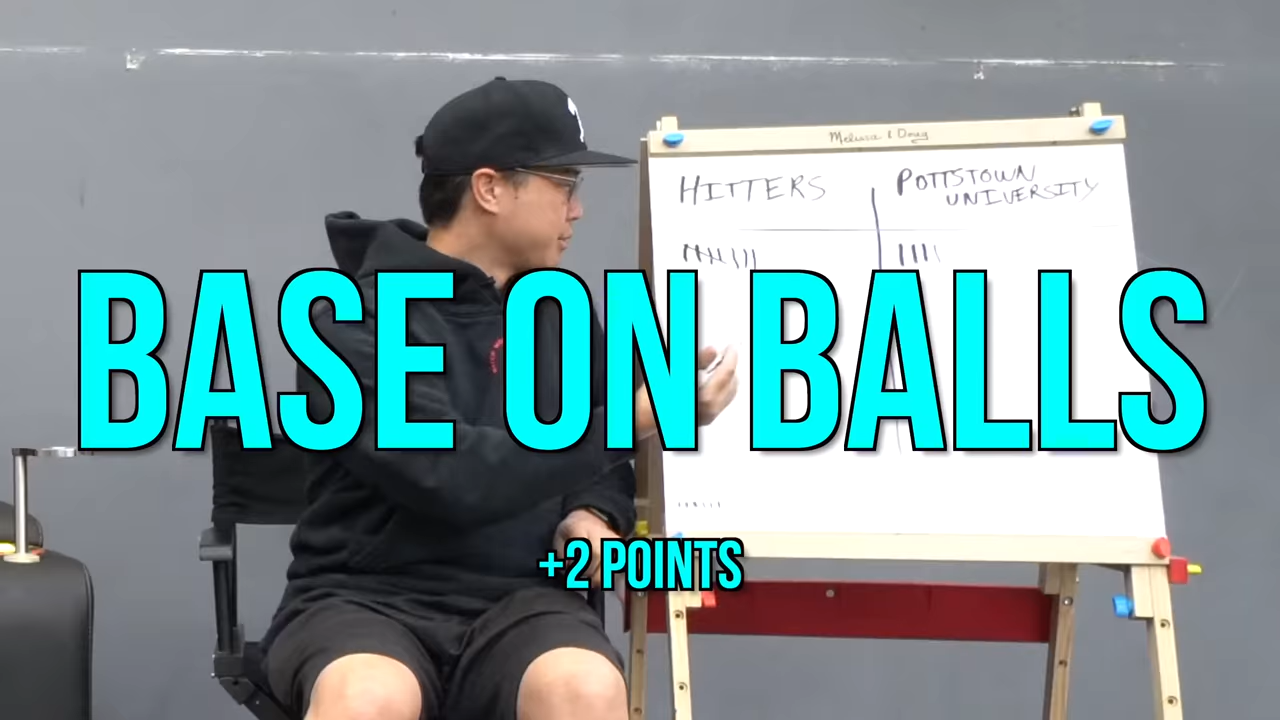 Melissa & Doug
HITTERS
POTTSTOWN
UNIVERSITY
BASE ON BALLS
+2 POINTS